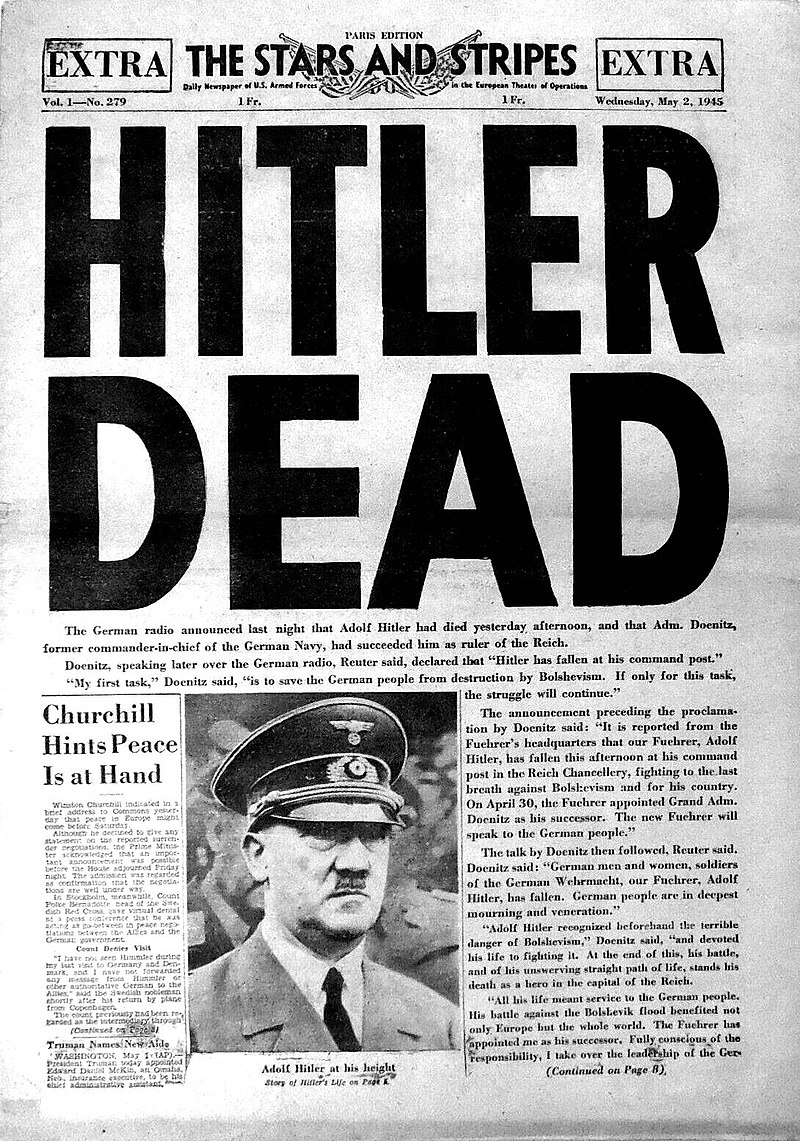 PARIS EDITION
EXTRA
THE STARS AND STRIPES
EXTRA
Daily Newspaper of U.S. Armed Forces
in the European Theater of Operations
Vol. 1—No. 279
1 Fr.
1 Fr.
Wednesday, May 2, 1945
HITLER
DEAD
The German radio announced last night that Adolf Hitler had died yesterday afternoon, and that Adm. Doenitz,
former commander-in-chief of the German Navy, had succeeded him as ruler of the Reich.
Doenitz, speaking later over the German radio, Reuter said, declared that “Hitler has fallen at his command post.”
“My first task,” Doenitz said, “is to save the German people from destruction by Bolshevism. If only for this task,
the struggle will continue.”
Churchill
Hints Peace
Is at Hand
Winston Churchill indicated in a
brief address to Commons yester-
day that peace in Europe might
come before Saturday.
Although he declined to give any
statement on the reported surren-
der negotiations, the Prime Minis-
ter acknowledged that an impor-
tant announcement was possible
before the House adjourned Friday
night. The admission was regarded
as confirmation that the negotia-
tions are well under way.
In Stockholm, meanwhile, Count
Folke Bernadotte, head of the Swe-
dish Red Cross, gave virtual denial
at a press conference that he was
acting as go-between in peace nego-
tiations between the Allies and the
German government.
Count Denies Visit
“I have not seen Himmler during
my last visit to Germany and Den-
mark, and I have not forwarded
any message from Himmler or
other authoritative German to the
Allies,” said the Swedish nobleman
shortly after his return by plane
from Copenhagen.
The count previously had been re-
garded as the intermediary through
(Continued on Page 8)
Truman Names New Aide
WASHINGTON, May 1 (AP).—
President Truman today appointed
Edward Daniel McKim, an Omaha,
Neb., insurance executive, to be his
chief administrative assistant.
Adolf Hitler at his height
Story of Hitler's Life on Page
The announcement preceding the proclama-
tion by Doenitz said: “It is reported from the
Fuehrer's headquarters that our Fuehrer, Adolf
Hitler, has fallen this afternoon at his command
post in the Reich Chancellery, fighting to the last
breath against Bolshevism and for his country.
On April 30, the Fuehrer appointed Grand Adm.
Doenitz as his successor. The new Fuehrer will
speak to the German people.”
The talk by Doenitz then followed, Reuter said.
Doenitz said: “German men and women, soldiers
of the German Wehrmacht, our Fuehrer, Adolf
Hitler, has fallen. German people are in deepest
mourning and veneration.”
“Adolf Hitler recognized beforehand the terrible
danger of Bolshevism,” Doenitz said, “and devoted
his life to fighting it. At the end of this, his battle,
and of his unswerving straight path of life, stands his
death as a hero in the capital of the Reich.
“All his life meant service to the German people.
His battle against the Bolshevik flood benefited not
only Europe but the whole world. The Fuehrer has
appointed me as his successor. Fully conscious of the
responsibility, I take over the leadership of the Ger-
(Continued on Page 8)